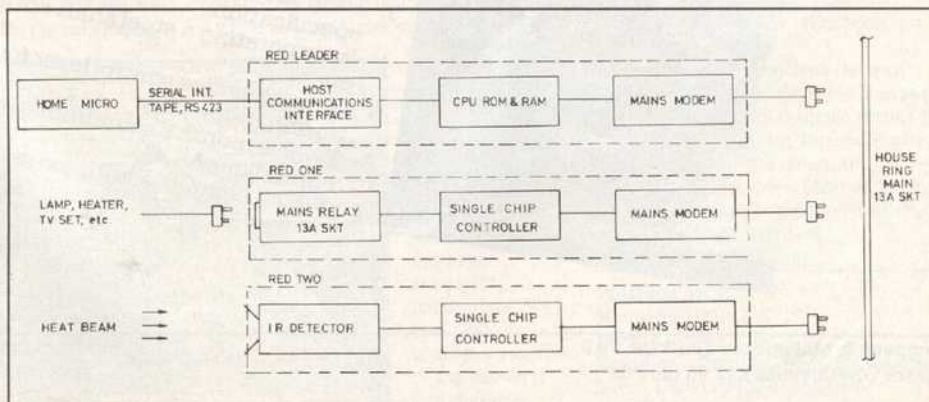 RED LEADER
HOME MICRO
SERIAL INT.
TAPE, RS 423
HOST
COMMUNICATIONS
INTERFACE
CPU ROM & RAM
MAINS MODEM
RED ONE
LAMP, HEATER,
TV SET, etc.
MAINS RELAY
13A SKT
SINGLE CHIP
CONTROLLER
MAINS MODEM
HOUSE
RING
MAIN
13A SKT
RED TWO
HEAT BEAM
I R DETECTOR
SINGLE CHIP
CONTROLLER
MAINS MODEM